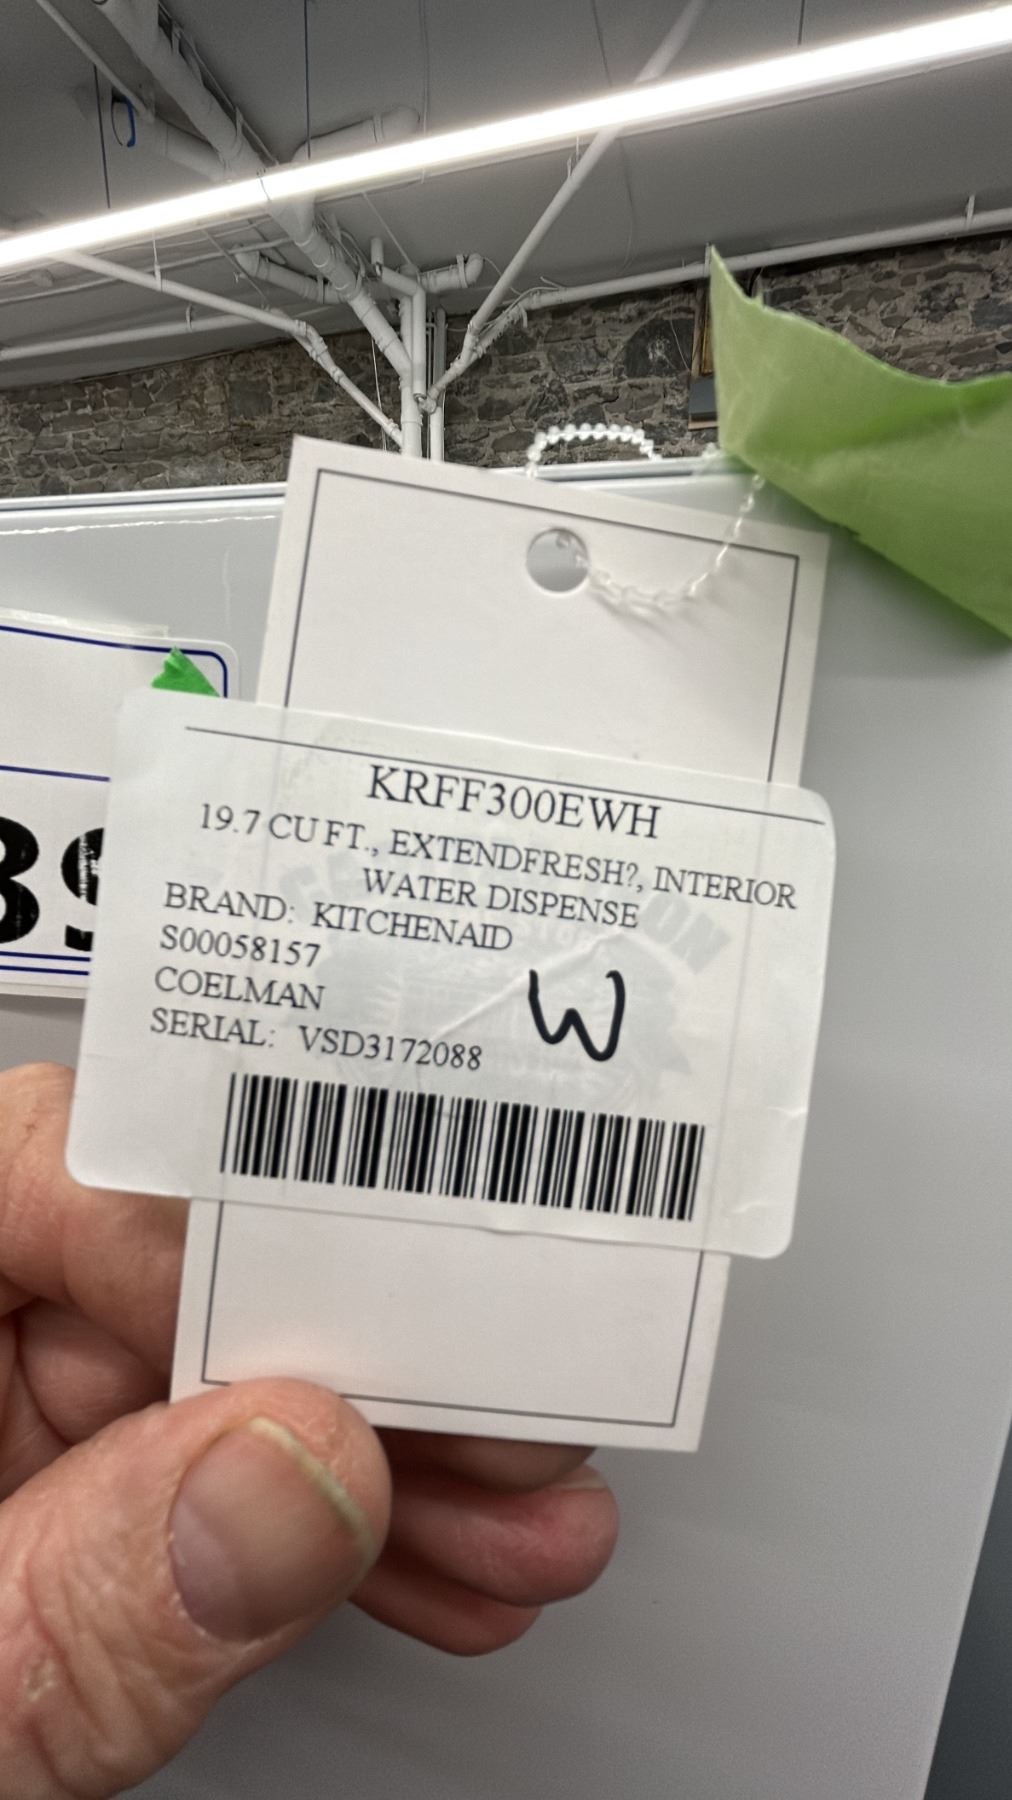 KRFF300EWH
19.7 CU FT., EXTENDFRESH?, INTERIOR
WATER DISPENSE
BRAND: KITCHENAID
S00058157
COELMAN
W
SERIAL: VSD3172088